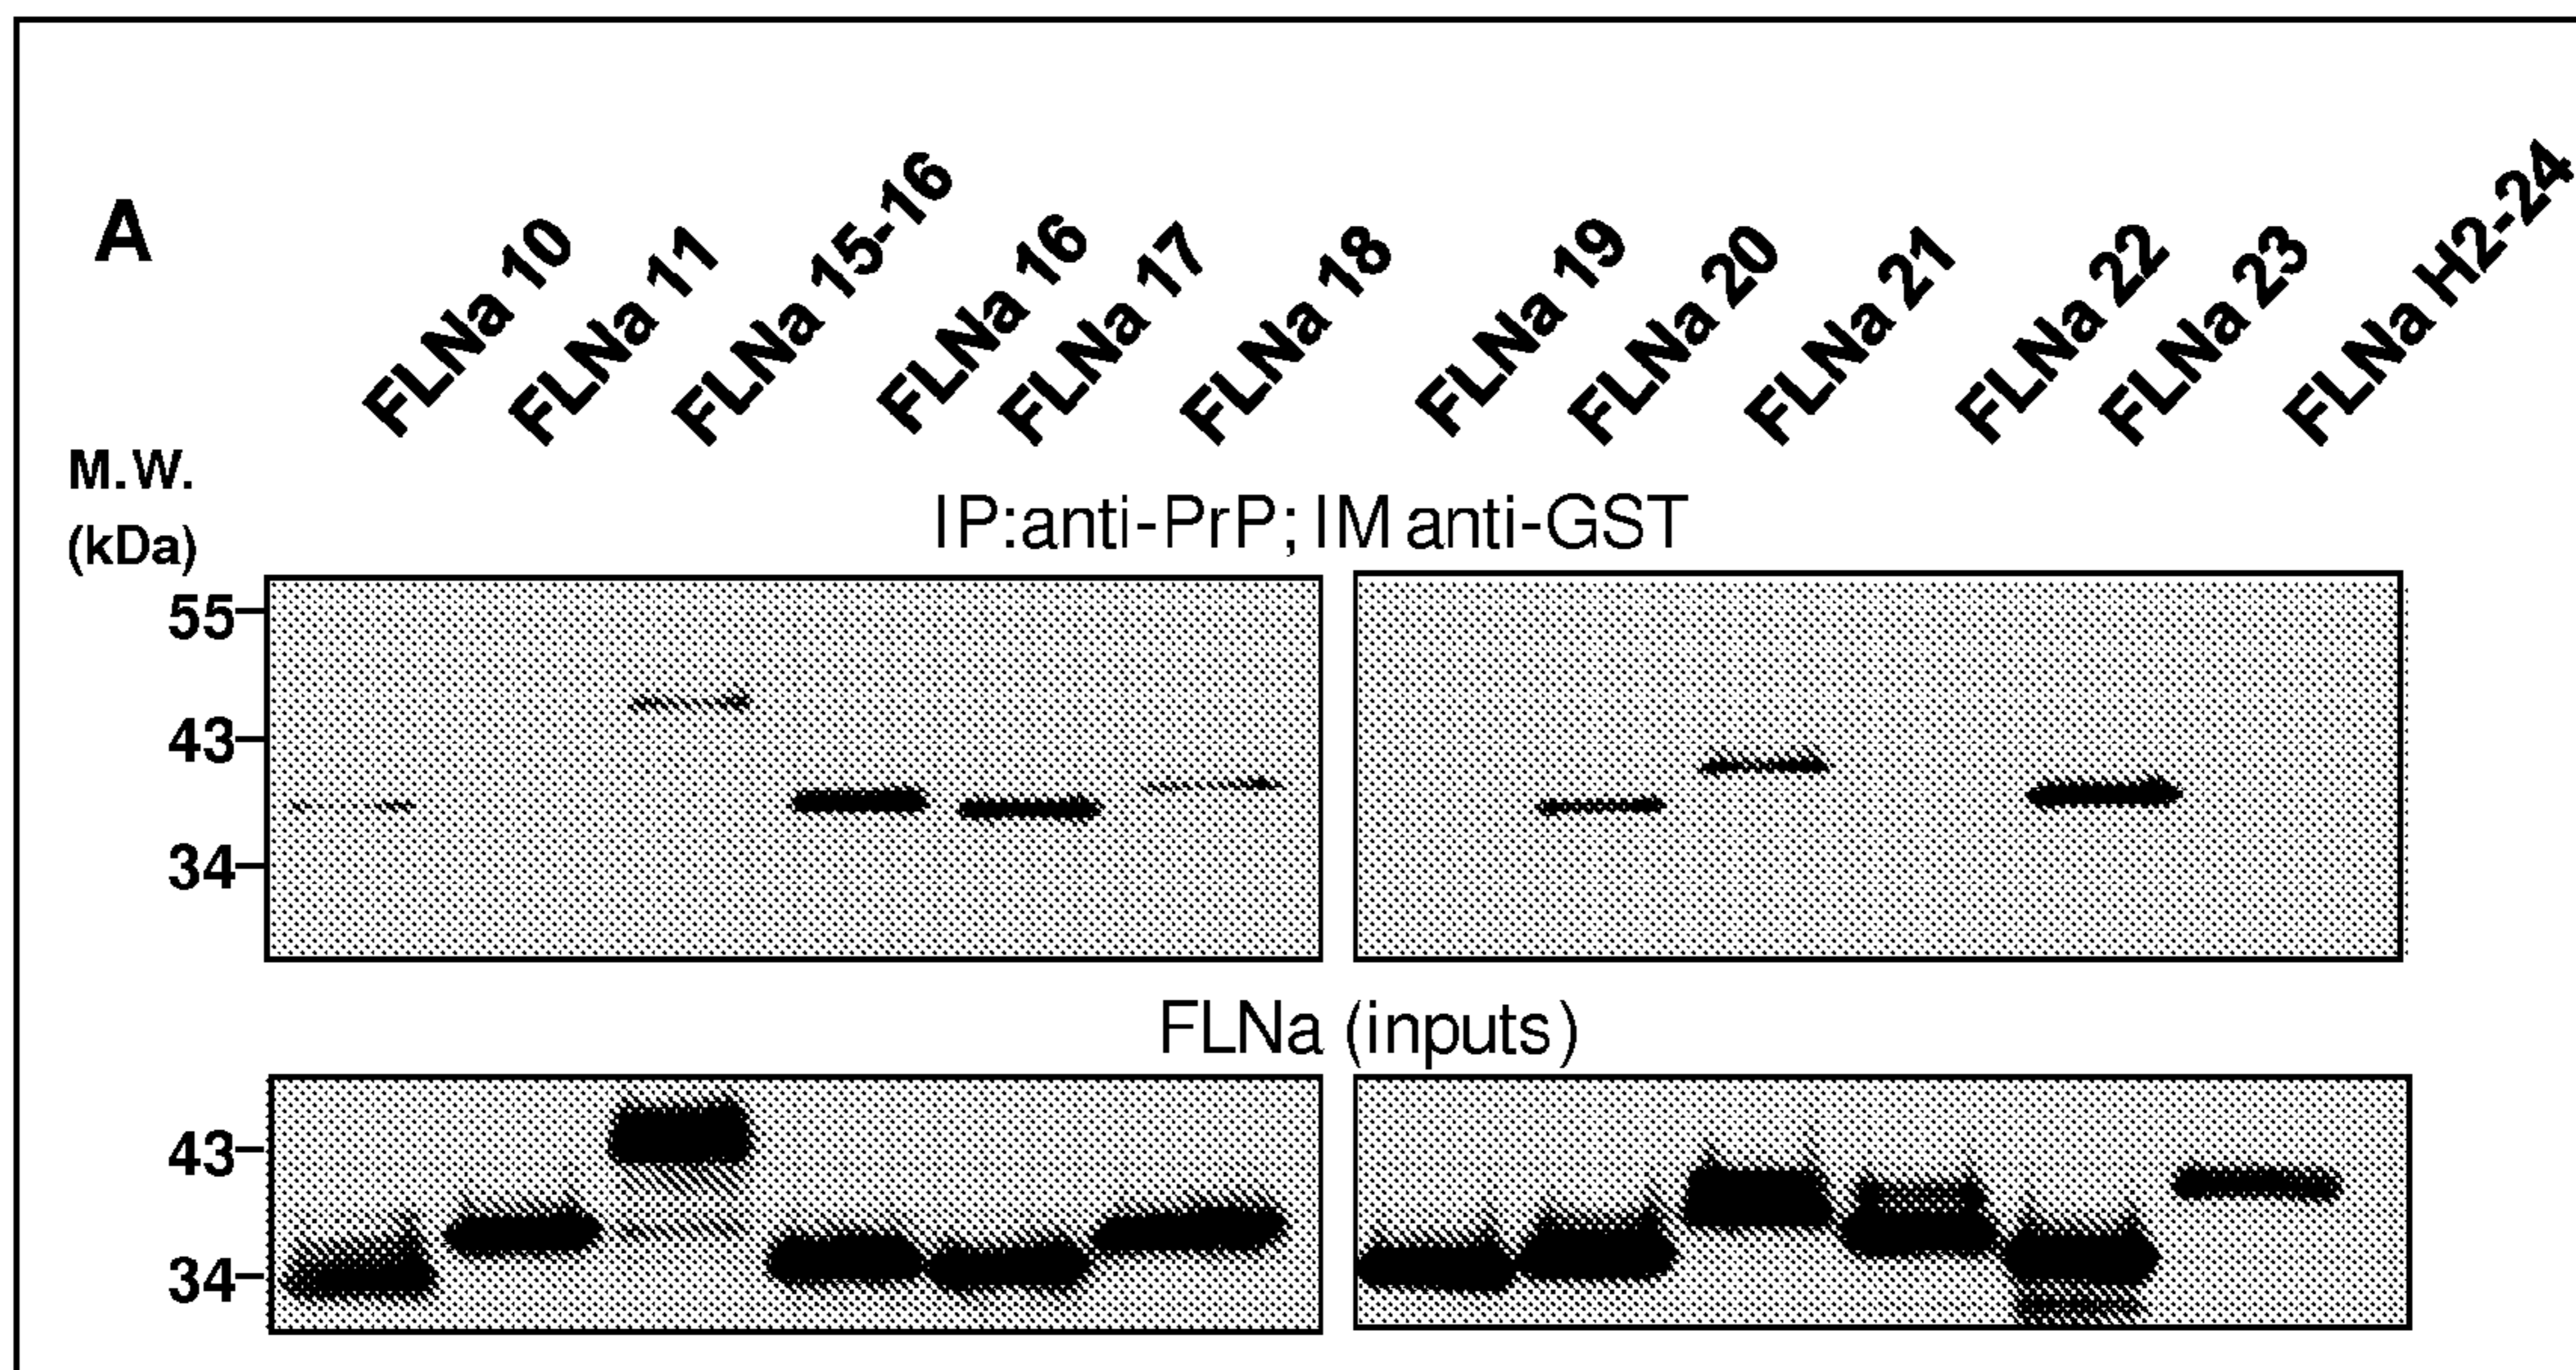 A
FLNa 10
FLNa 11
FLNa 15-16
FLNa 16
FLNa 17
FLNa 18
FLNa 19
FLNa 20
FLNa 21
FLNa 22
FLNa 23
FLNa H2-24
M.W.
(kDa)
IP:anti-PrP; IM anti-GST
55
43
34
FLNa (inputs)
43
34